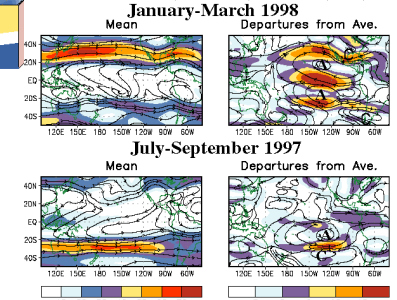 January-March 1998
Mean
Departures from Ave.
40N
20N
EQ
20S
40S
A
C
A
C
120E 150E 180 150W 120W 90W 60W
120E 150E 180 150W 120W 90W 60W
July-September 1997
Mean
Departures from Ave.
40N
20N
EQ
20S
40S
A
C
120E 150E 180 150W 120W 90W 60W
120E 150E 180 150W 120W 90W 60W